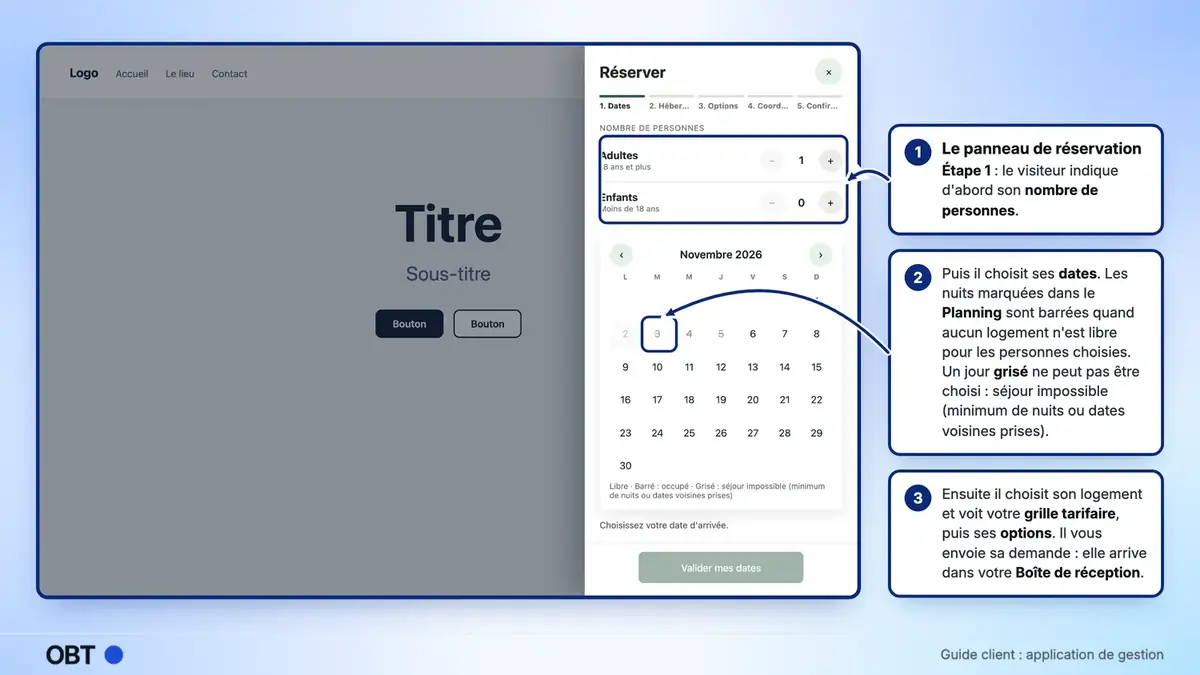 Logo
Accueil
Le lieu
Contact
Titre
Sous-titre
Bouton
Bouton
Réserver
×
1. Dates
2. Héber...
3. Options
4. Coord...
5. Confir...
NOMBRE DE PERSONNES
Adultes
8 ans et plus
− 1 +
Enfants
Moins de 18 ans
− 0 +
‹ Novembre 2026 ›
L M M J V S D
2 3 4 5 6 7 8
9 10 11 12 13 14 15
16 17 18 19 20 21 22
23 24 25 26 27 28 29
30
Libre · Barré : occupé · Grisé : séjour impossible (minimum
de nuits ou dates voisines prises)
Choisissez votre date d'arrivée.
Valider mes dates
1
Le panneau de réservation
Étape 1 : le visiteur indique
d'abord son nombre de
personnes.
2
Puis il choisit ses dates. Les
nuits marquées dans le
Planning sont barrées quand
aucun logement n'est libre
pour les personnes choisies.
Un jour grisé ne peut pas être
choisi : séjour impossible
(minimum de nuits ou dates
voisines prises).
3
Ensuite il choisit son logement
et voit votre grille tarifaire,
puis ses options. Il vous
envoie sa demande : elle arrive
dans votre Boîte de réception.
OBT
Guide client : application de gestion